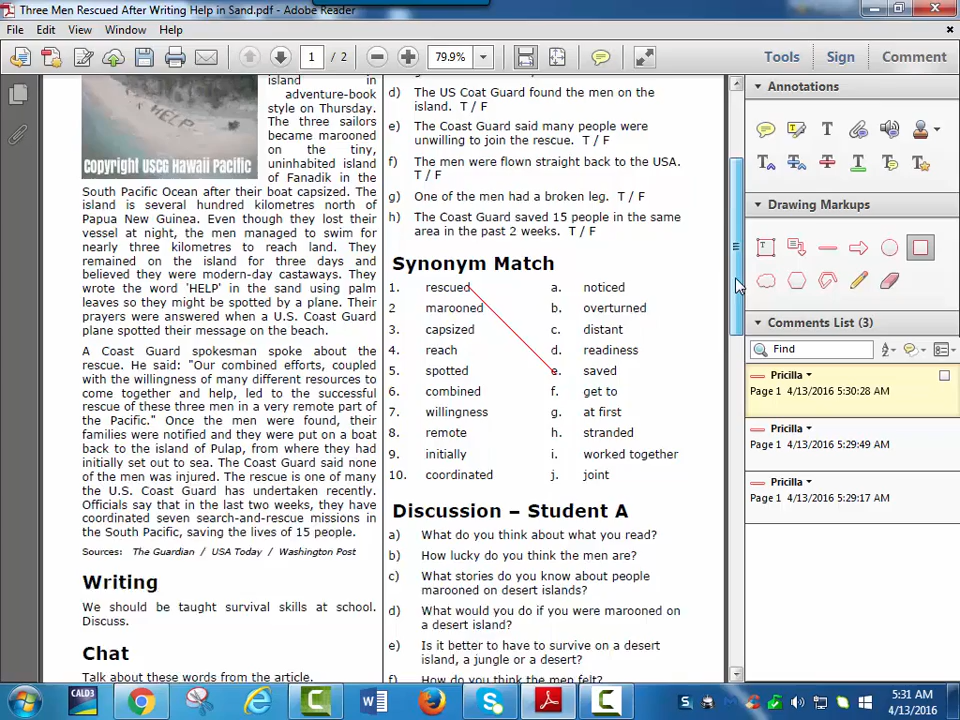 Three Men Rescued After Writing Help in Sand.pdf - Adobe Reader
File Edit View Window Help
1 / 2 79.9% Tools Sign Comment
island in
adventure-book
style on Thursday.
The three sailors
became marooned
on the tiny,
uninhabited island
of Fanadik in the
South Pacific Ocean after their boat capsized. The
island is several hundred kilometres north of
Papua New Guinea. Even though they lost their
vessel at night, the men managed to swim for
nearly three kilometres to reach land. They
remained on the island for three days and
believed they were modern-day castaways. They
wrote the word 'HELP' in the sand using palm
leaves so they might be spotted by a plane. Their
prayers were answered when a U.S. Coast Guard
plane spotted their message on the beach.
HELP
COPYRIGHT USCG HAWAII PACIFIC
A Coast Guard spokesman spoke about the
rescue. He said: "Our combined efforts, coupled
with the willingness of many different resources to
come together and help, led to the successful
rescue of these three men in a very remote part of
the Pacific." Once the men were found, their
families were notified and they were put on a boat
back to the island of Pulap, from where they had
initially set out to sea. The Coast Guard said none
of the men was injured. The rescue is one of many
the U.S. Coast Guard has undertaken recently.
Officials say that in the last two weeks, they have
coordinated seven search-and-rescue missions in
the South Pacific, saving the lives of 15 people.
Sources: The Guardian / USA Today / Washington Post
Writing
We should be taught survival skills at school.
Discuss.
Chat
Talk about these words from the article.
d) The US Coat Guard found the men on the
island. T / F
e) The Coast Guard said many people were
unwilling to join the rescue. T / F
f) The men were flown straight back to the USA.
T / F
g) One of the men had a broken leg. T / F
h) The Coast Guard saved 15 people in the same
area in the past 2 weeks. T / F
Synonym Match
1. rescued a. noticed
2 marooned b. overturned
3. capsized c. distant
4. reach d. readiness
5. spotted e. saved
6. combined f. get to
7. willingness g. at first
8. remote h. stranded
9. initially i. worked together
10. coordinated j. joint
Discussion – Student A
a) What do you think about what you read?
b) How lucky do you think the men are?
c) What stories do you know about people
marooned on desert islands?
d) What would you do if you were marooned on
a desert island?
e) Is it better to have to survive on a desert
island, a jungle or a desert?
f) How do you think the men felt?
Annotations
Drawing Markups
Comments List (3)
Find
Pricilla
Page 1 4/13/2016 5:30:28 AM
Pricilla
Page 1 4/13/2016 5:29:49 AM
Pricilla
Page 1 4/13/2016 5:29:17 AM
CALD3
5:31 AM
4/13/2016